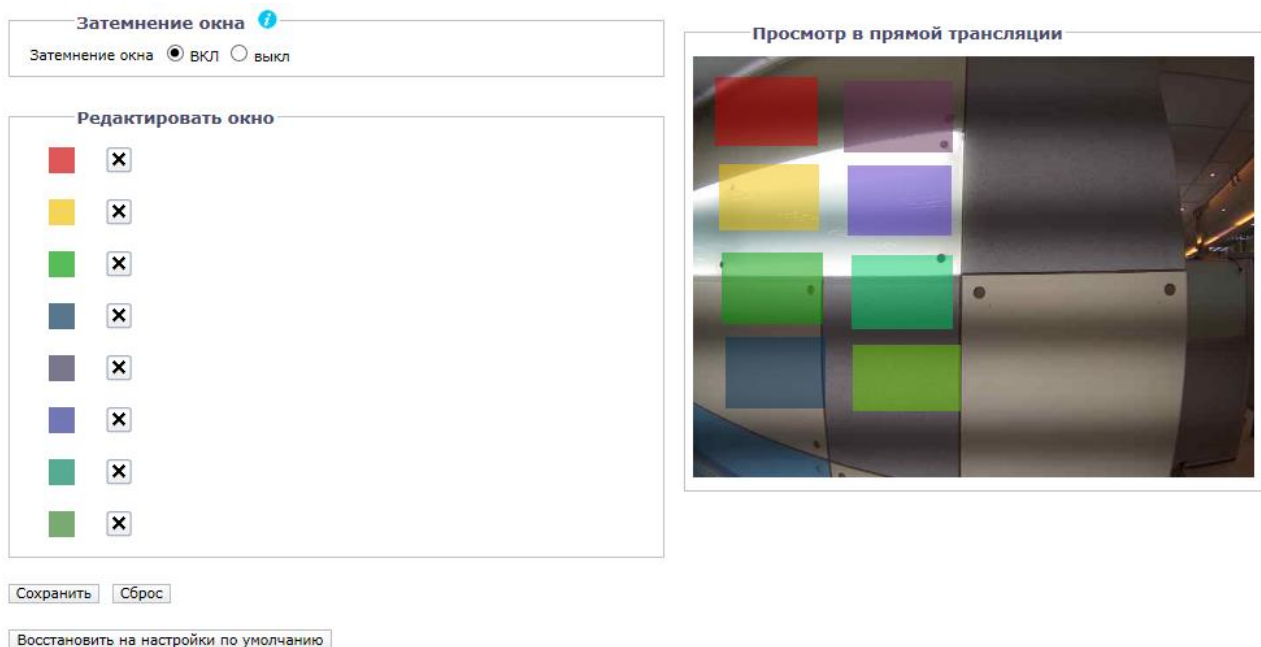 Затемнение окна
Затемнение окна ВКЛ выкл
Редактировать окно
Сохранить Сброс
Восстановить на настройки по умолчанию
Просмотр в прямой трансляции